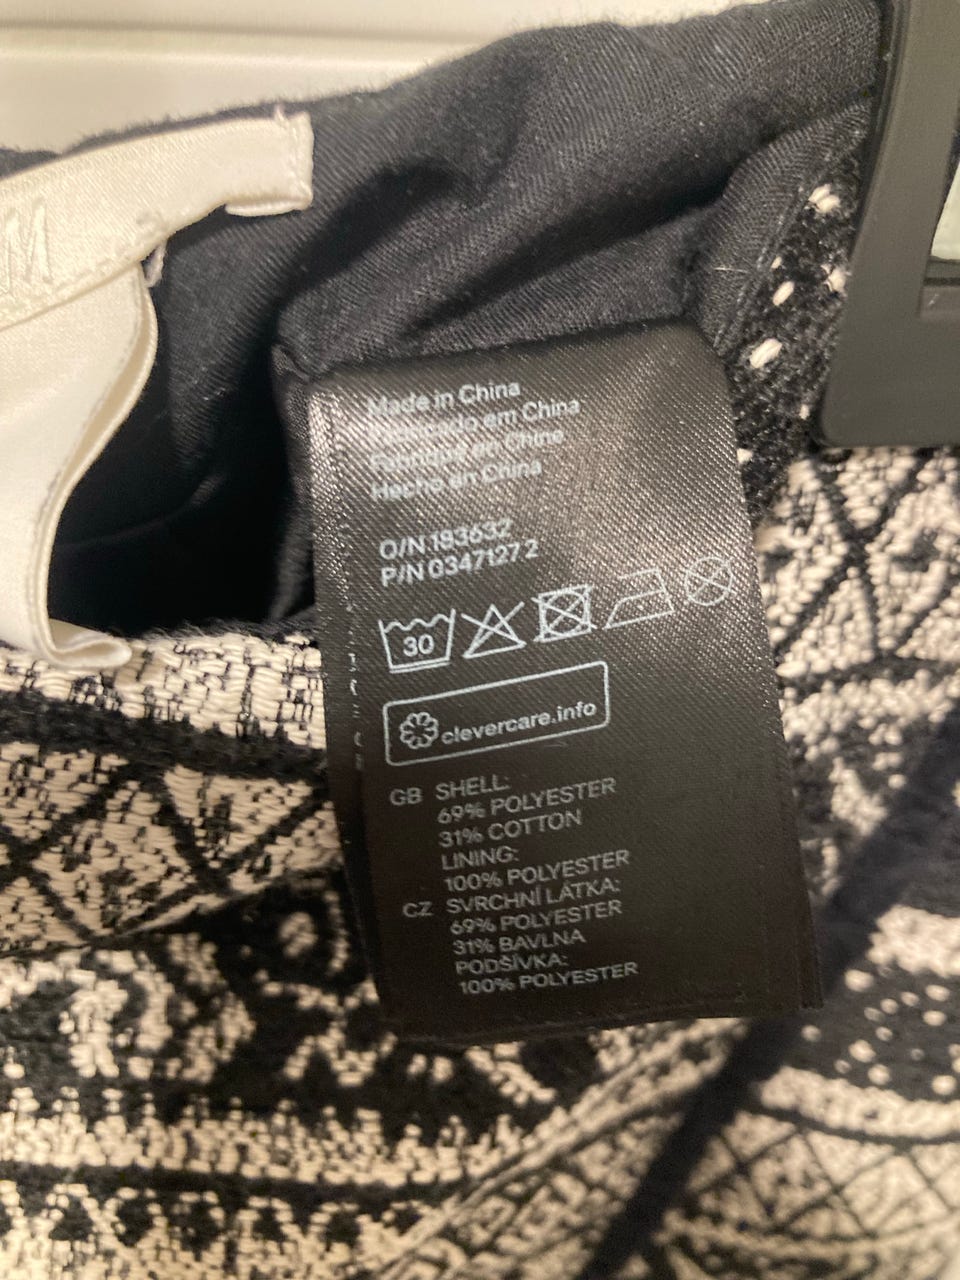 M
Made in China
Fabricado em China
Fabriqué en Chine
Hecho en China
O/N 183632
P/N 0347127 2
30
clevercare.info
GB SHELL:
69% POLYESTER
31% COTTON
LINING:
100% POLYESTER
CZ SVRCHNÍ LÁTKA:
69% POLYESTER
31% BAVLNA
PODŠÍVKA:
100% POLYESTER